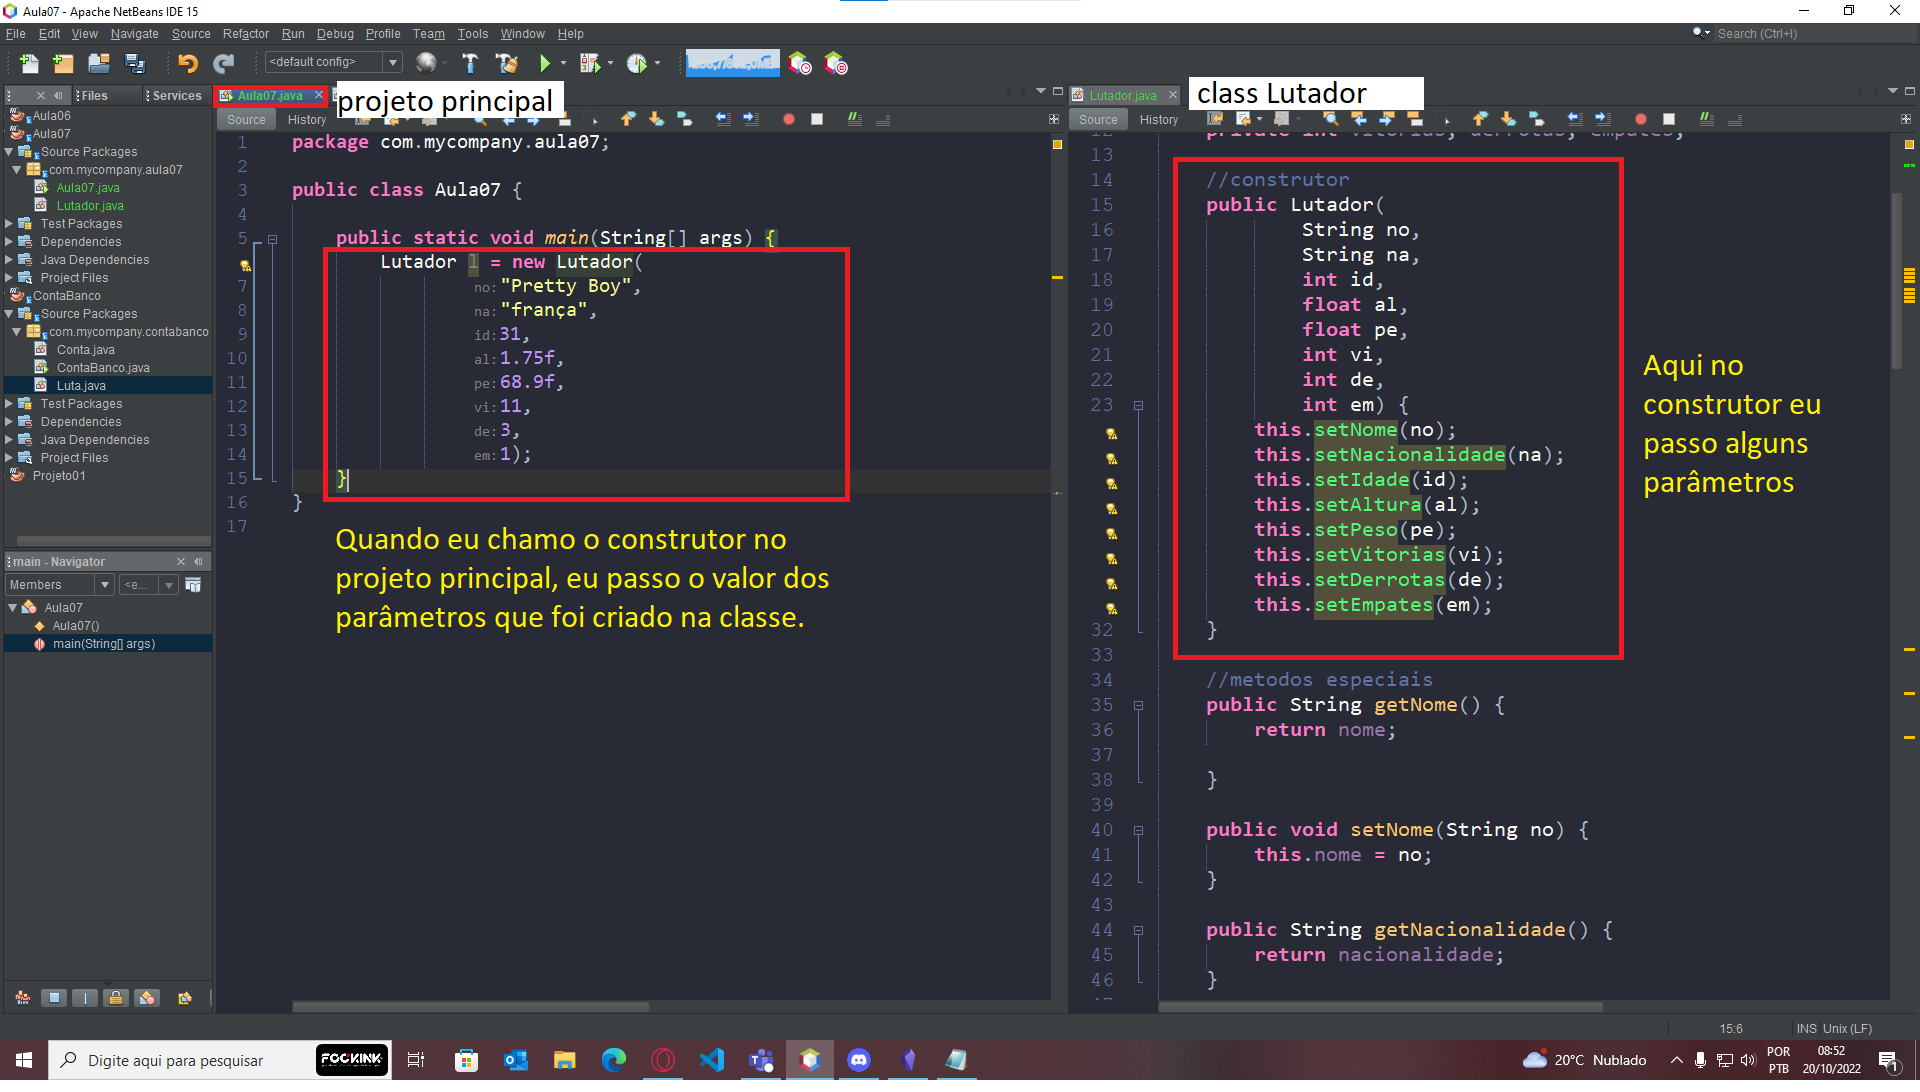 Aula07 - Apache NetBeans IDE 15
File Edit View Navigate Source Refactor Run Debug Profile Team Tools Window Help
Search (Ctrl+I)
<default config>
Files
Services
Aula06
Aula07
Source Packages
com.mycompany.aula07
Aula07.java
Lutador.java
Test Packages
Dependencies
Java Dependencies
Project Files
ContaBanco
Source Packages
com.mycompany.contabanco
Conta.java
ContaBanco.java
Luta.java
Test Packages
Dependencies
Java Dependencies
Project Files
Projeto01
main - Navigator
Members
<e...
Aula07
Aula07()
main(String[] args)
Aula07.java
projeto principal
Source
History
1 package com.mycompany.aula07;
2
3 public class Aula07 {
4
5 public static void main(String[] args) {
Lutador l = new Lutador(
7 no: "Pretty Boy",
8 na: "frança",
9 id: 31,
10 al: 1.75f,
11 pe: 68.9f,
12 vi: 11,
13 de: 3,
14 em: 1);
15 }
16 }
17
Quando eu chamo o construtor no
projeto principal, eu passo o valor dos
parâmetros que foi criado na classe.
Lutador.java
class Lutador
Source
History
12 private int vitorias, derrotas, empates;
13
14 //construtor
15 public Lutador(
16 String no,
17 String na,
18 int id,
19 float al,
20 float pe,
21 int vi,
22 int de,
23 int em) {
this.setNome(no);
this.setNacionalidade(na);
this.setIdade(id);
this.setAltura(al);
this.setPeso(pe);
this.setVitorias(vi);
this.setDerrotas(de);
this.setEmpates(em);
32 }
33
34 //metodos especiais
35 public String getNome() {
36 return nome;
37
38 }
39
40 public void setNome(String no) {
41 this.nome = no;
42 }
43
44 public String getNacionalidade() {
45 return nacionalidade;
46 }
Aqui no
construtor eu
passo alguns
parâmetros
15:6
INS
Unix (LF)
Digite aqui para pesquisar
FOCKINK
20°C Nublado
POR
PTB
08:52
20/10/2022
1